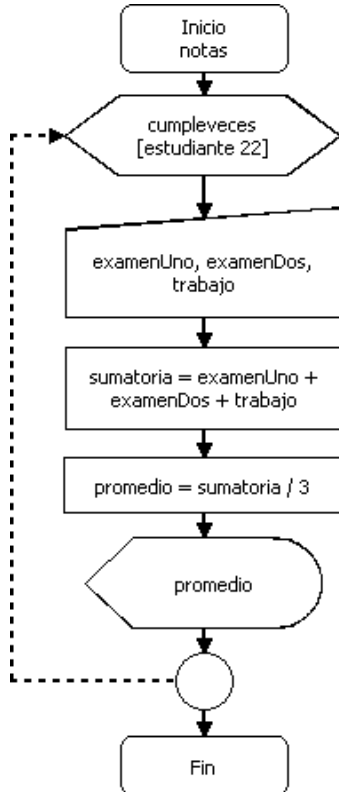 Inicio
notas
cumpleveces
[estudiante 22]
examenUno, examenDos,
trabajo
sumatoria = examenUno +
examenDos + trabajo
promedio = sumatoria / 3
promedio
Fin